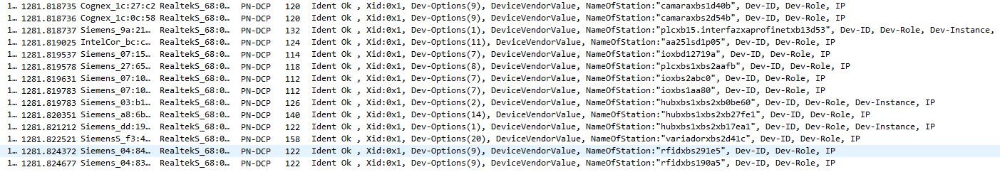 1… 1281.818735 Cognex_1c:27:c2 RealtekS_68:0… PN-DCP 120 Ident Ok , Xid:0x1, Dev-Options(9), DeviceVendorValue, NameOfStation:"camaraxbs1d40b", Dev-ID, Dev-Role, IP
1… 1281.818736 Cognex_1c:0c:58 RealtekS_68:0… PN-DCP 120 Ident Ok , Xid:0x1, Dev-Options(9), DeviceVendorValue, NameOfStation:"camaraxbs2d54b", Dev-ID, Dev-Role, IP
1… 1281.818737 Siemens_9a:21… RealtekS_68:0… PN-DCP 132 Ident Ok , Xid:0x1, Dev-Options(1), DeviceVendorValue, NameOfStation:"plcxb15.interfazxaprofinetxb13d53", Dev-ID, Dev-Role, Dev-Instance,
1… 1281.819025 IntelCor_bc:c… RealtekS_68:0… PN-DCP 124 Ident Ok , Xid:0x1, Dev-Options(11), DeviceVendorValue, NameOfStation:"aa25lsd1p05", Dev-ID, Dev-Role, IP
1… 1281.819537 Siemens_07:15… RealtekS_68:0… PN-DCP 114 Ident Ok , Xid:0x1, Dev-Options(7), DeviceVendorValue, NameOfStation:"ioxbd12719a", Dev-ID, Dev-Role, IP
1… 1281.819578 Siemens_27:65… RealtekS_68:0… PN-DCP 118 Ident Ok , Xid:0x1, Dev-Options(8), DeviceVendorValue, NameOfStation:"plcxbs1xbs2aafb", Dev-ID, Dev-Role, IP
1… 1281.819631 Siemens_07:10… RealtekS_68:0… PN-DCP 112 Ident Ok , Xid:0x1, Dev-Options(7), DeviceVendorValue, NameOfStation:"ioxbs2abc0", Dev-ID, Dev-Role, IP
1… 1281.819783 Siemens_07:10… RealtekS_68:0… PN-DCP 112 Ident Ok , Xid:0x1, Dev-Options(7), DeviceVendorValue, NameOfStation:"ioxbs1aa80", Dev-ID, Dev-Role, IP
1… 1281.819783 Siemens_03:b1… RealtekS_68:0… PN-DCP 126 Ident Ok , Xid:0x1, Dev-Options(2), DeviceVendorValue, NameOfStation:"hubxbs1xbs2xb0be60", Dev-ID, Dev-Role, Dev-Instance, IP
1… 1281.820351 Siemens_a8:6b… RealtekS_68:0… PN-DCP 140 Ident Ok , Xid:0x1, Dev-Options(14), DeviceVendorValue, NameOfStation:"hubxbs1xbs2xb27fe1", Dev-ID, Dev-Role, IP
1… 1281.821212 Siemens_dd:19… RealtekS_68:0… PN-DCP 122 Ident Ok , Xid:0x1, Dev-Options(1), DeviceVendorValue, NameOfStation:"hubxbs1xbs2xb17ea1", Dev-ID, Dev-Role, Dev-Instance, IP
1… 1281.822521 SiemensS_f3:4… RealtekS_68:0… PN-DCP 158 Ident Ok , Xid:0x1, Dev-Options(20), DeviceVendorValue, NameOfStation:"variadorxbs2d41c", Dev-ID, Dev-Role, IP
1… 1281.824372 Siemens_04:84… RealtekS_68:0… PN-DCP 122 Ident Ok , Xid:0x1, Dev-Options(9), DeviceVendorValue, NameOfStation:"rfidxbs291e5", Dev-ID, Dev-Role, IP
1… 1281.824677 Siemens_04:83… RealtekS_68:0… PN-DCP 122 Ident Ok , Xid:0x1, Dev-Options(9), DeviceVendorValue, NameOfStation:"rfidxbs190a5", Dev-ID, Dev-Role, IP